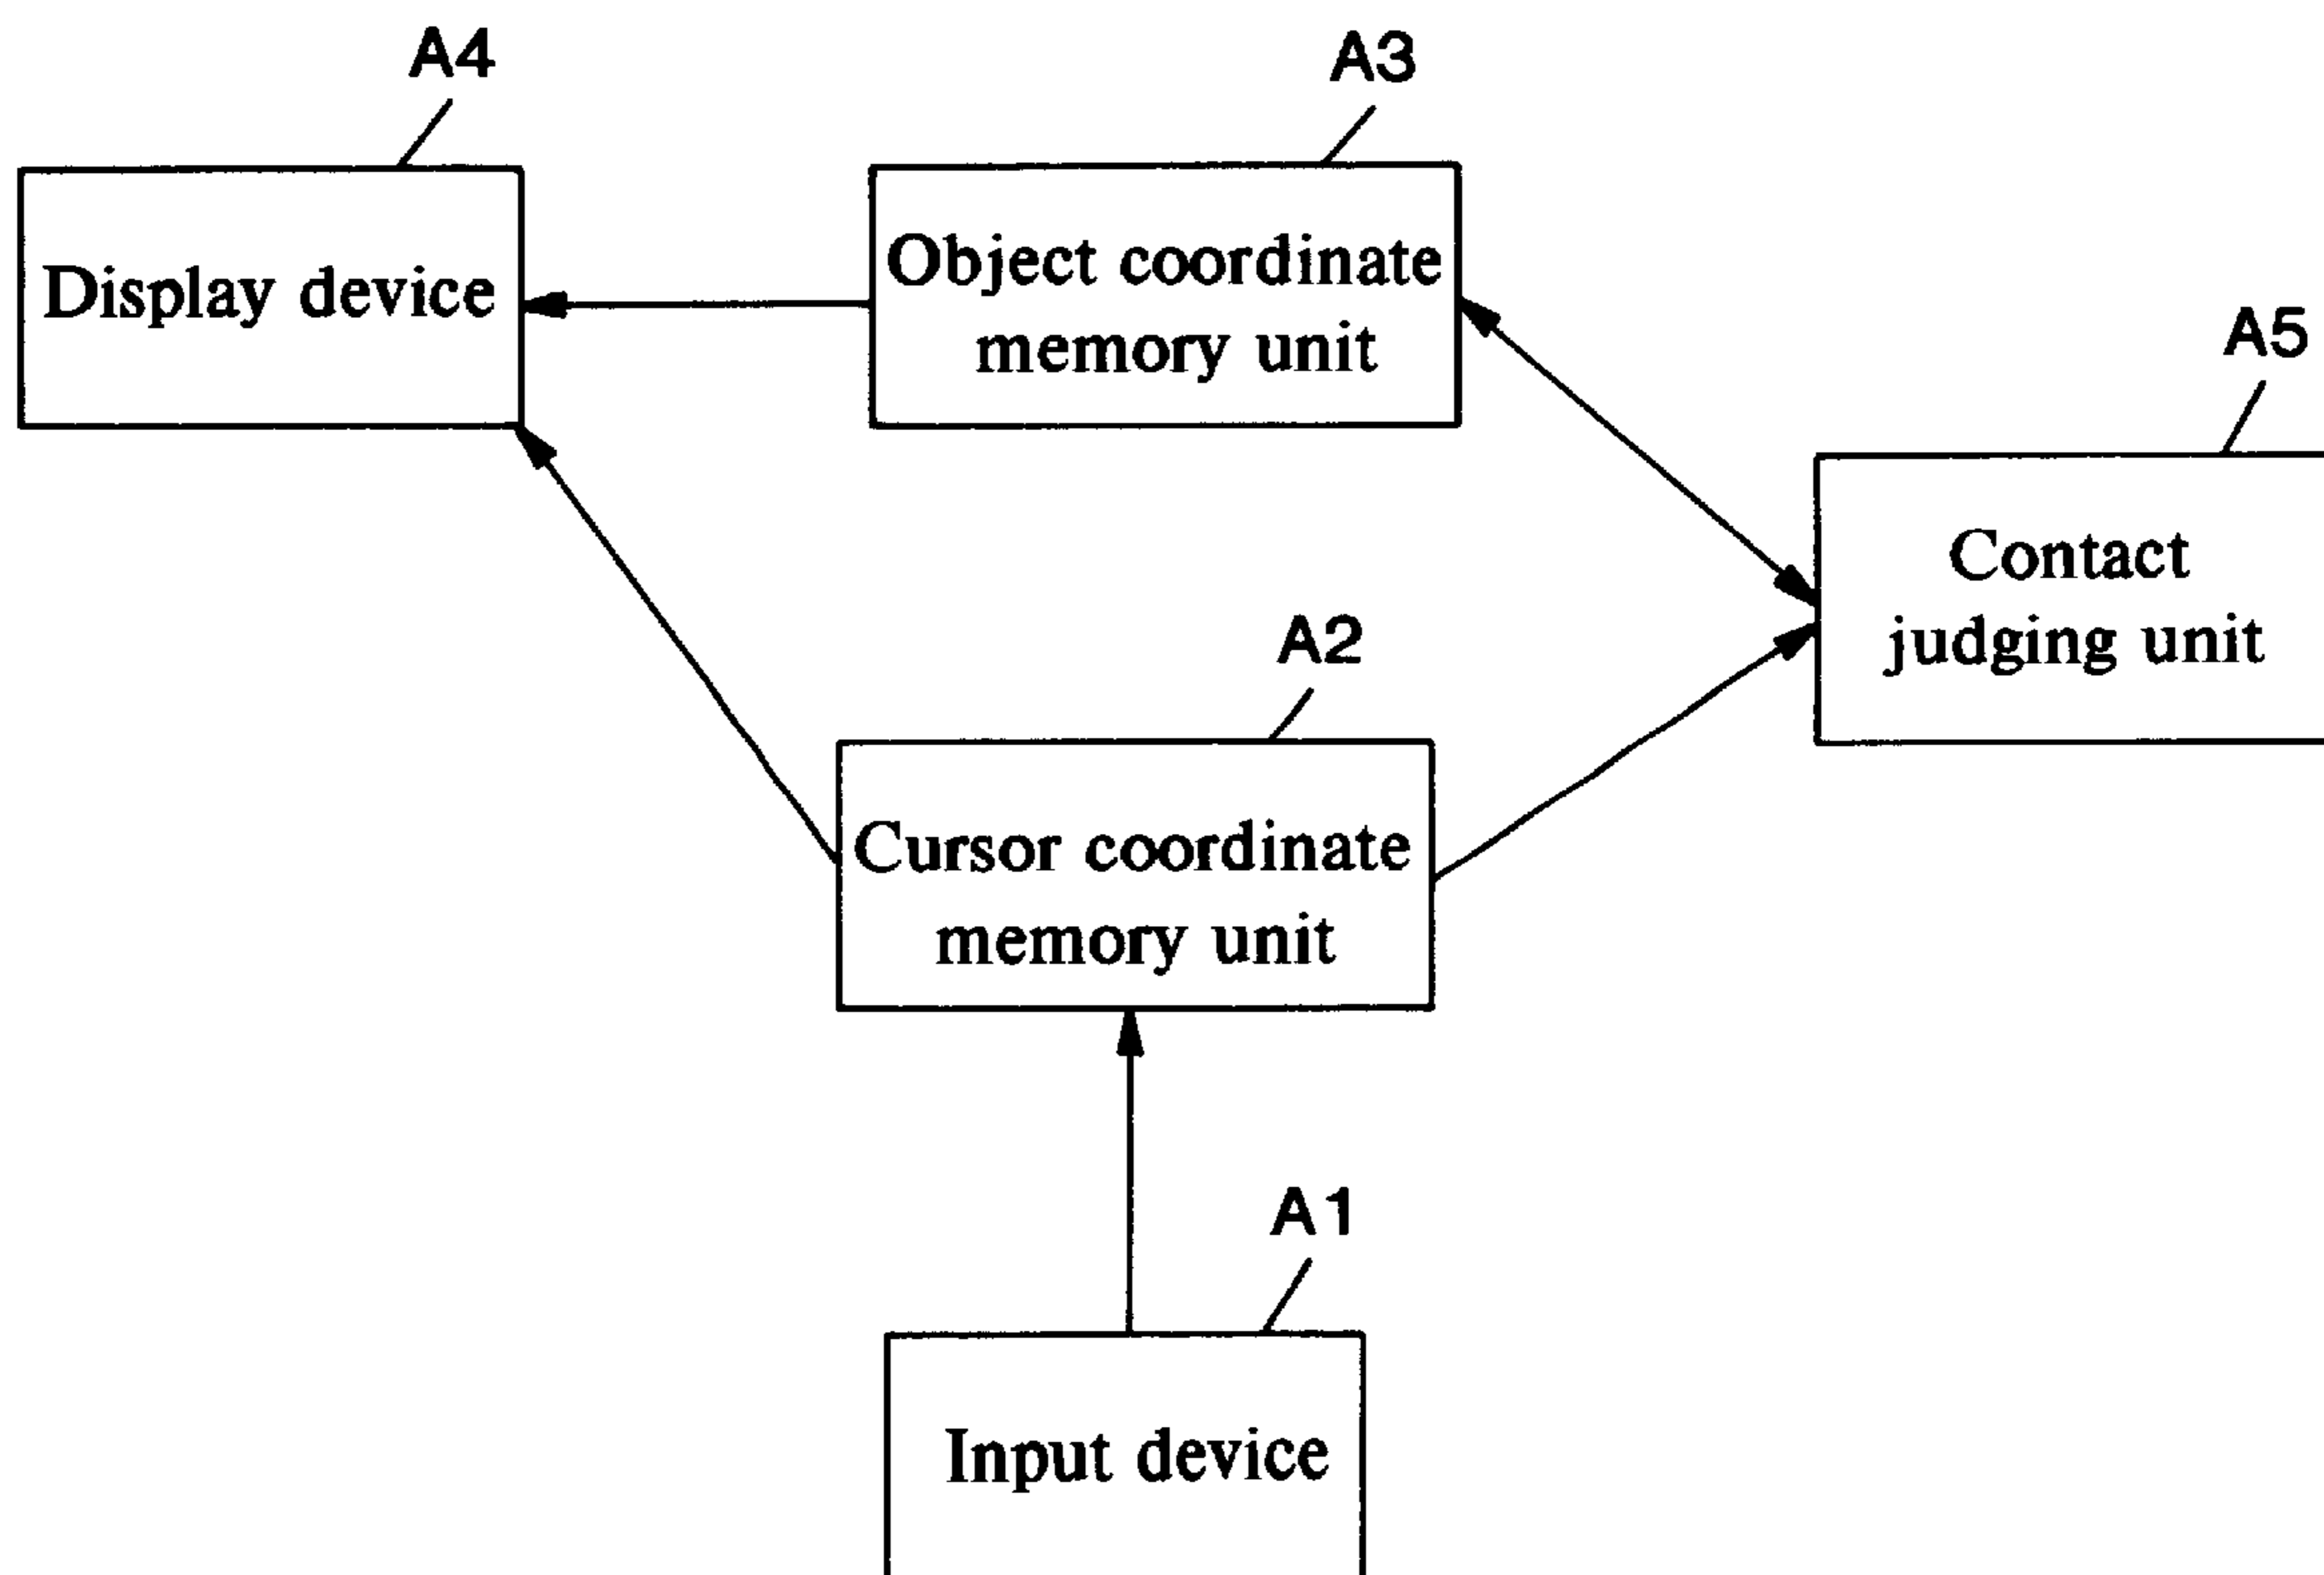 A4
A3
Display device
Object coordinate
memory unit
A5
Contact
judging unit
A2
Cursor coordinate
memory unit
A1
Input device